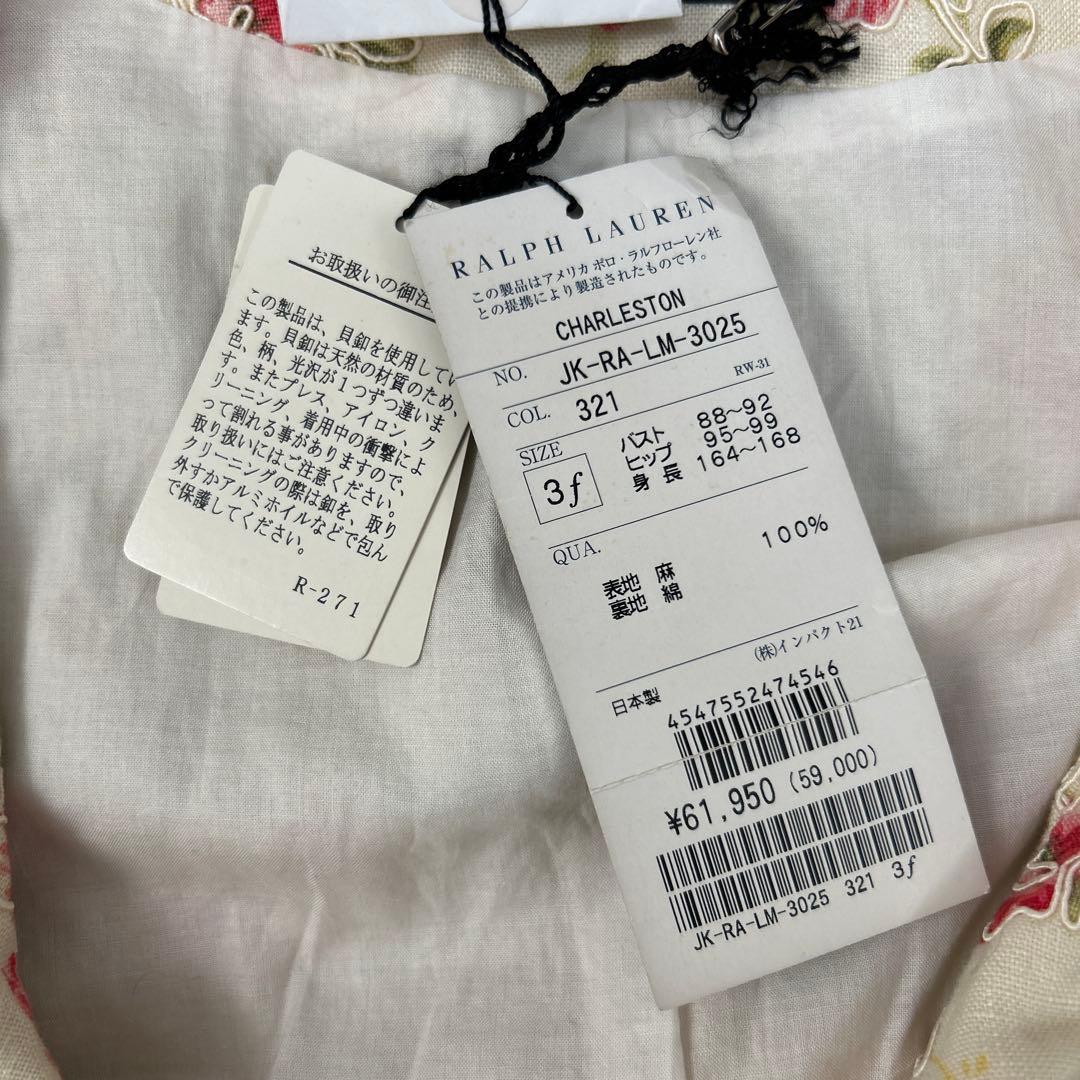 お取扱いの御注
この製品は、貝釦を使用してい
ます。貝釦は天然の材質のため、
色、柄、光沢が１つずつ違いま
す。またプレス、アイロン、ク
リーニング、着用中の衝撃によ
って割れる事がありますので、
取り扱いにはご注意ください。
クリーニングの際は釦を、取り
外すかアルミホイルなどで包ん
で保護してください。
R-271
RALPH LAUREN
この製品はアメリカ ポロ・ラルフローレン社
との提携により製造されたものです。
CHARLESTON
NO. JK-RA-LM-3025
RW-31
COL. 321
SIZE
3f
バスト 88～92
ヒップ 95～99
身長 164～168
QUA.
100%
表地 麻
裏地 綿
(株)インパクト21
日本製
4547552474546
¥61,950 (59,000)
JK-RA-LM-3025 321 3f